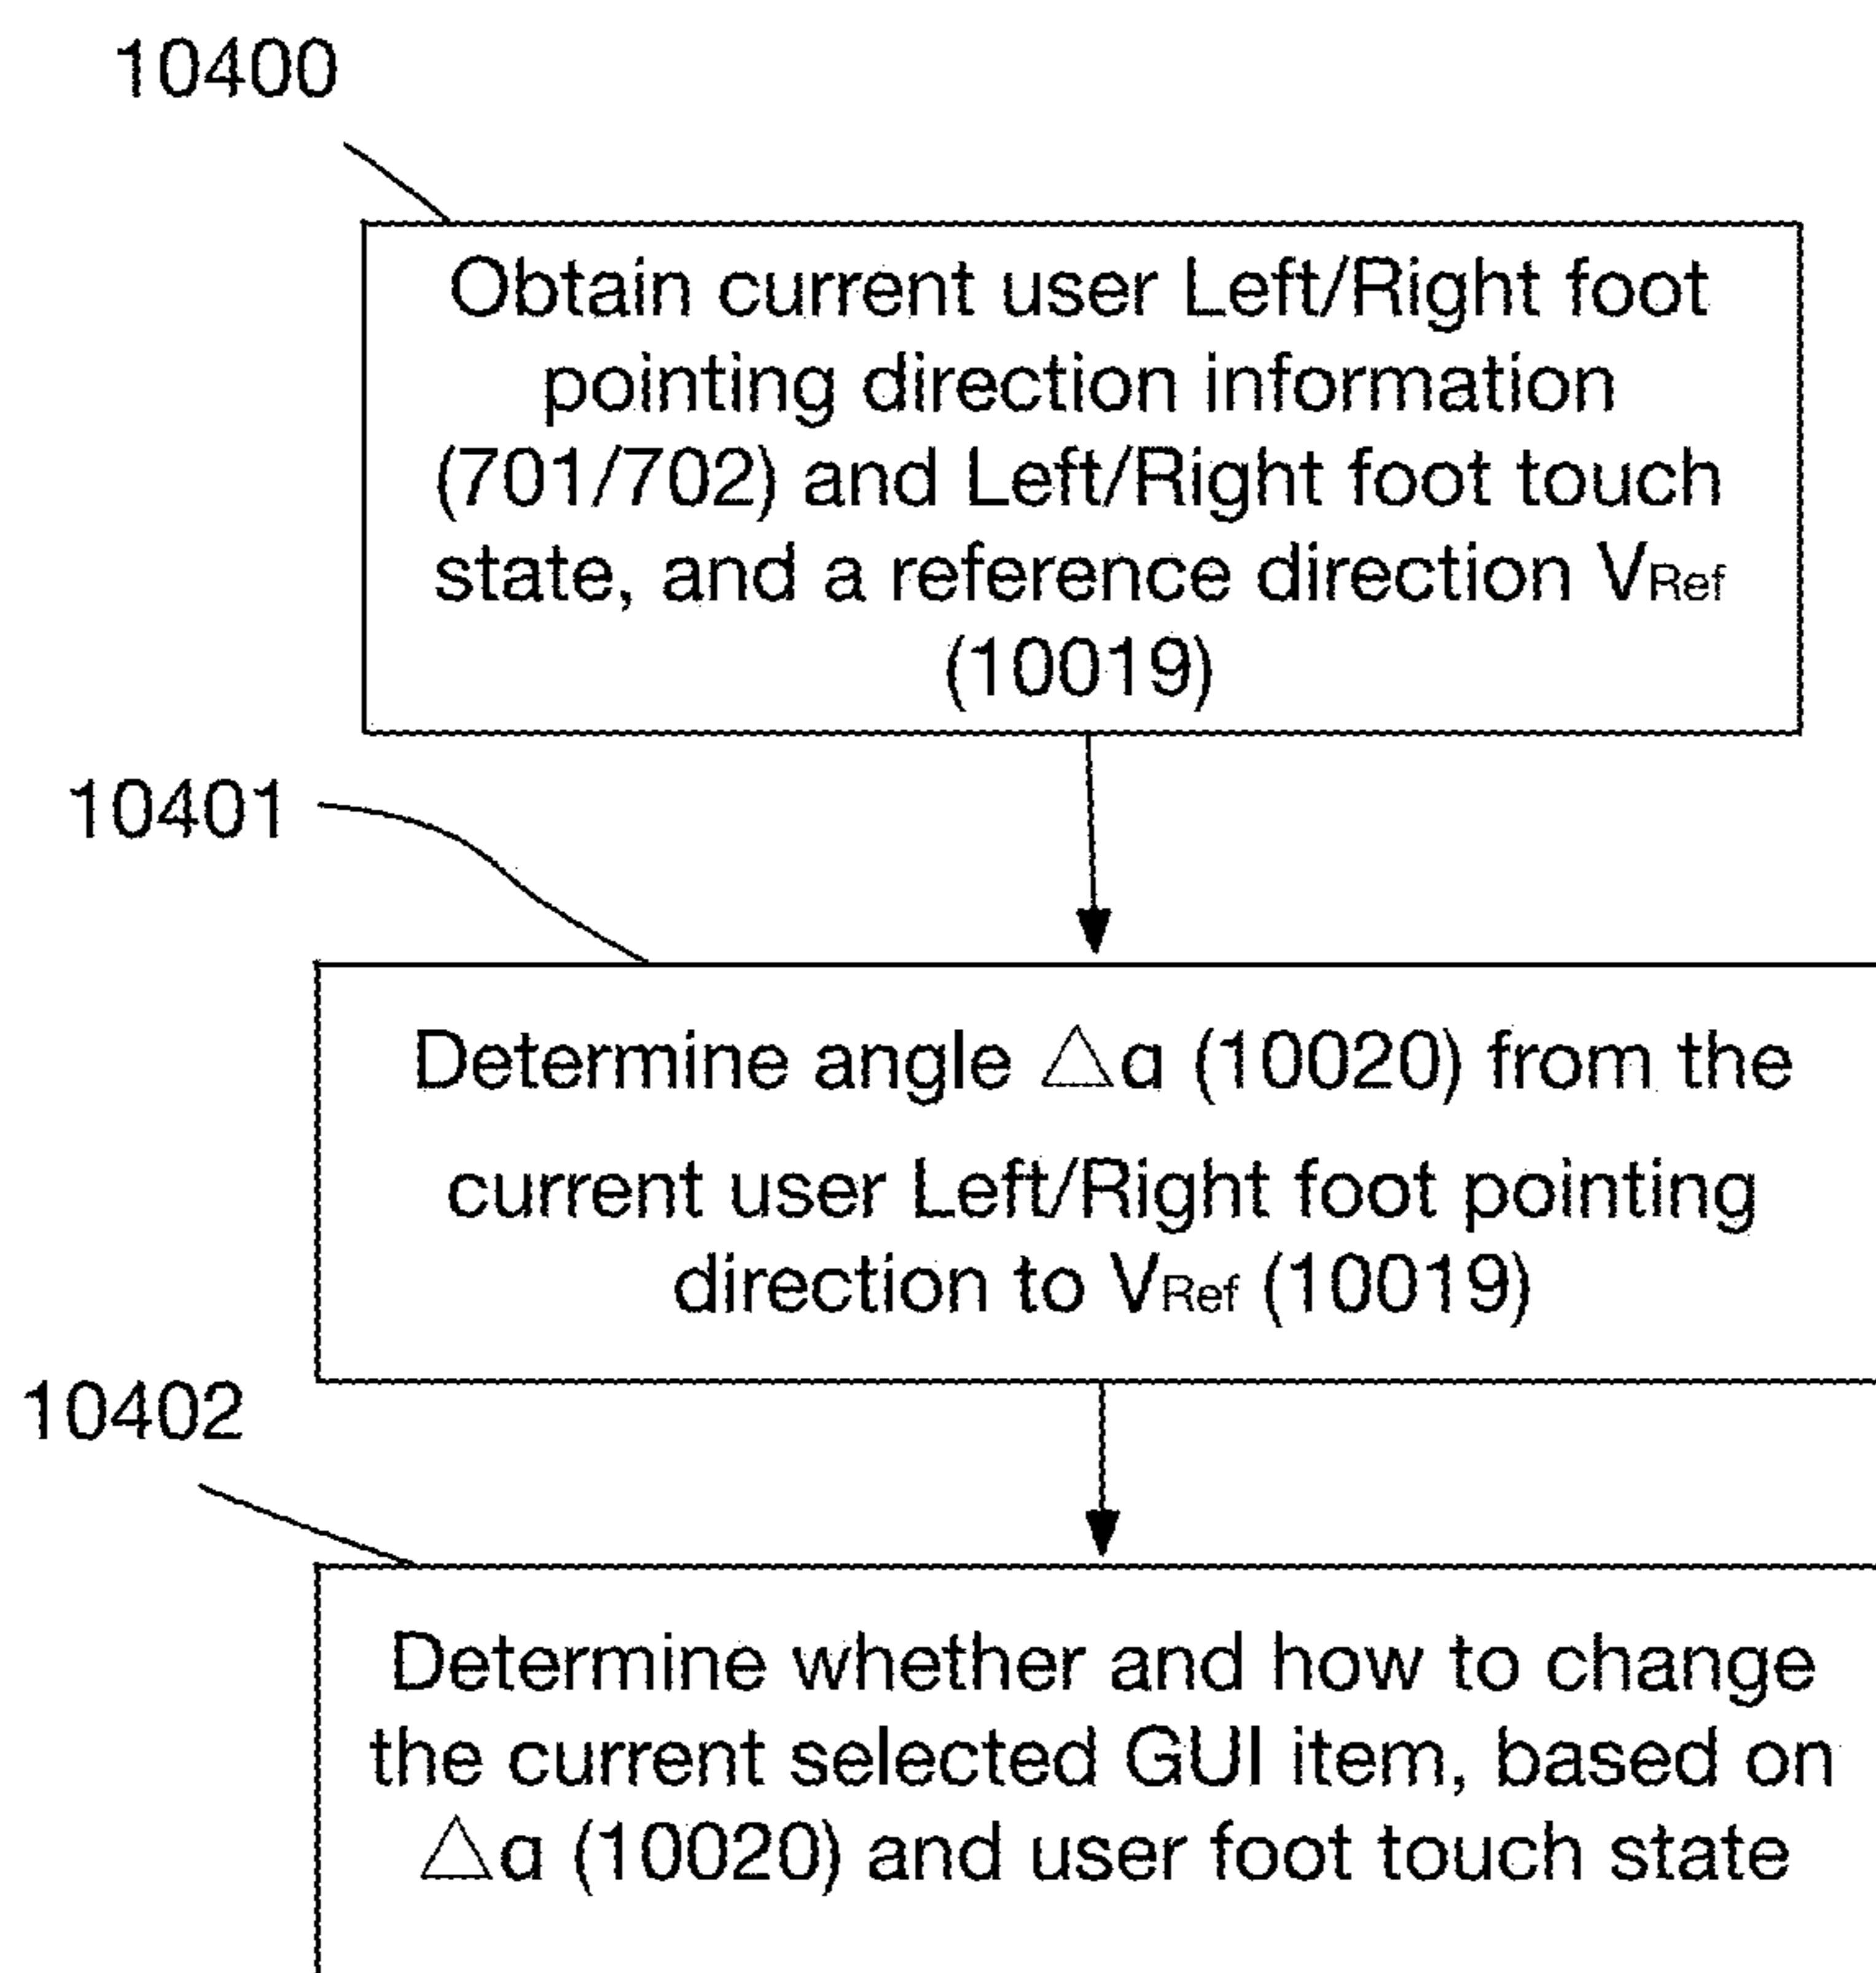 10400
Obtain current user Left/Right foot
pointing direction information
(701/702) and Left/Right foot touch
state, and a reference direction VRef
(10019)
10401
Determine angle △ɑ (10020) from the
current user Left/Right foot pointing
direction to VRef (10019)
10402
Determine whether and how to change
the current selected GUI item, based on
△ɑ (10020) and user foot touch state